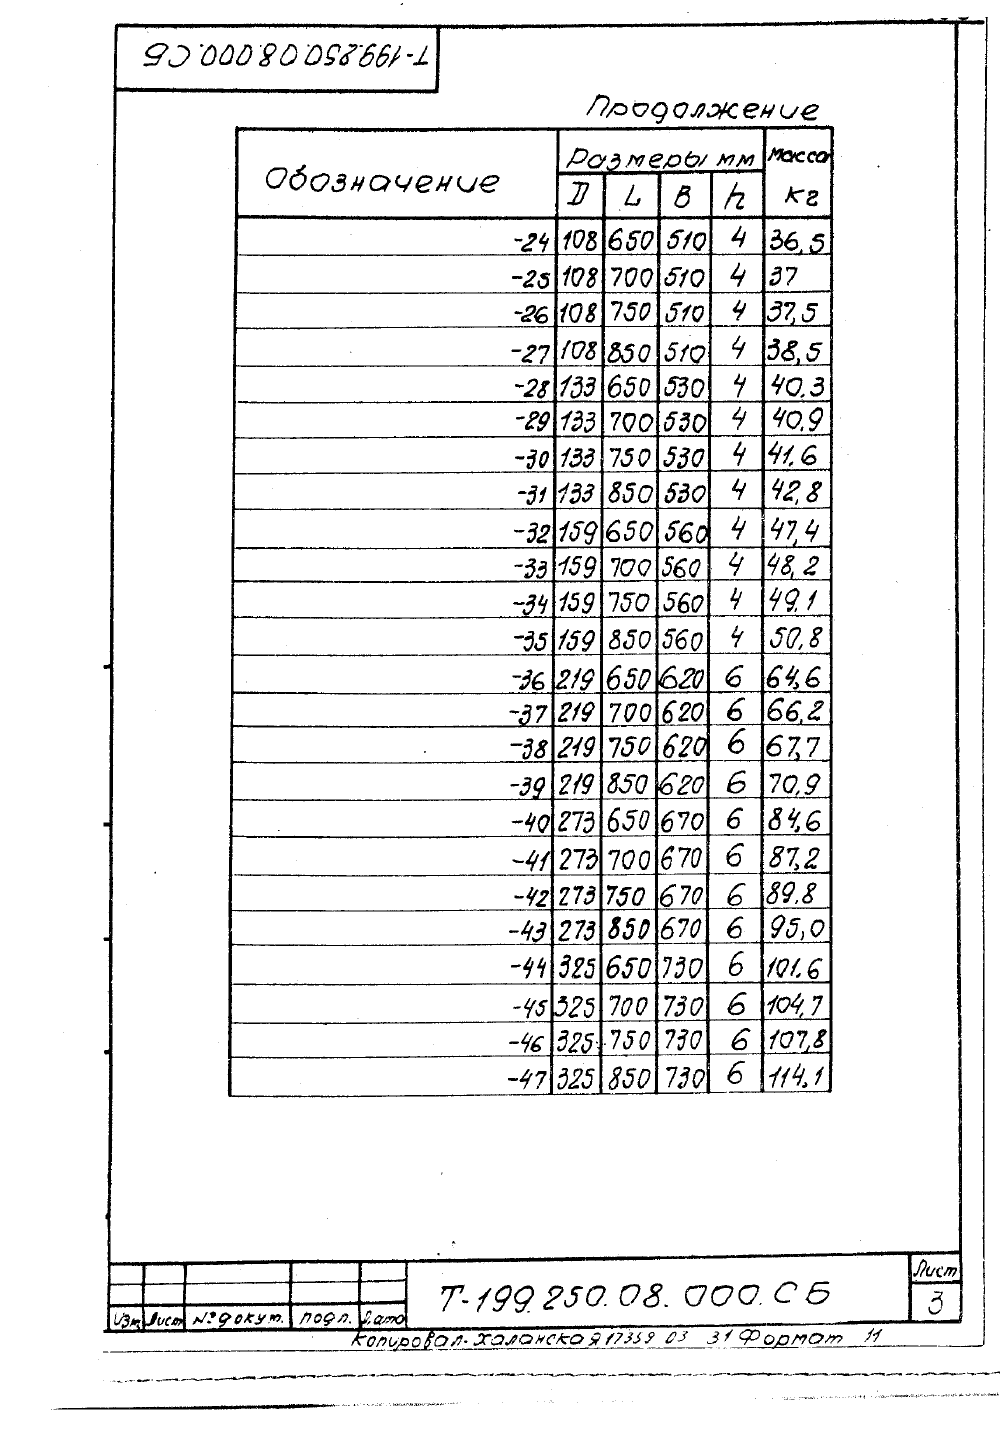 Т-199.250.08.000.СБ
Продолжение
Обозначение Размеры мм масса кг
D L B h
-24 108 650 510 4 36,5
-25 108 700 510 4 37
-26 108 750 510 4 37,5
-27 108 850 510 4 38,5
-28 133 650 530 4 40.3
-29 133 700 530 4 40,9
-30 133 750 530 4 41.6
-31 133 850 530 4 42,8
-32 159 650 560 4 47,4
-33 159 700 560 4 48,2
-34 159 750 560 4 49,1
-35 159 850 560 4 50,8
-36 219 650 620 6 64,6
-37 219 700 620 6 66,2
-38 219 750 620 6 67,7
-39 219 850 620 6 70,9
-40 273 650 670 6 84,6
-41 273 700 670 6 87,2
-42 273 750 670 6 89.8
-43 273 850 670 6 95,0
-44 325 650 730 6 101.6
-45 325 700 730 6 104,7
-46 325 750 730 6 107,8
-47 325 850 730 6 114,1
Т-199.250.08.000.СБ
Лист
3
Изм Лист № докум. подп. Дата
Копировал-Халанская 17359 03 31 Формат 11